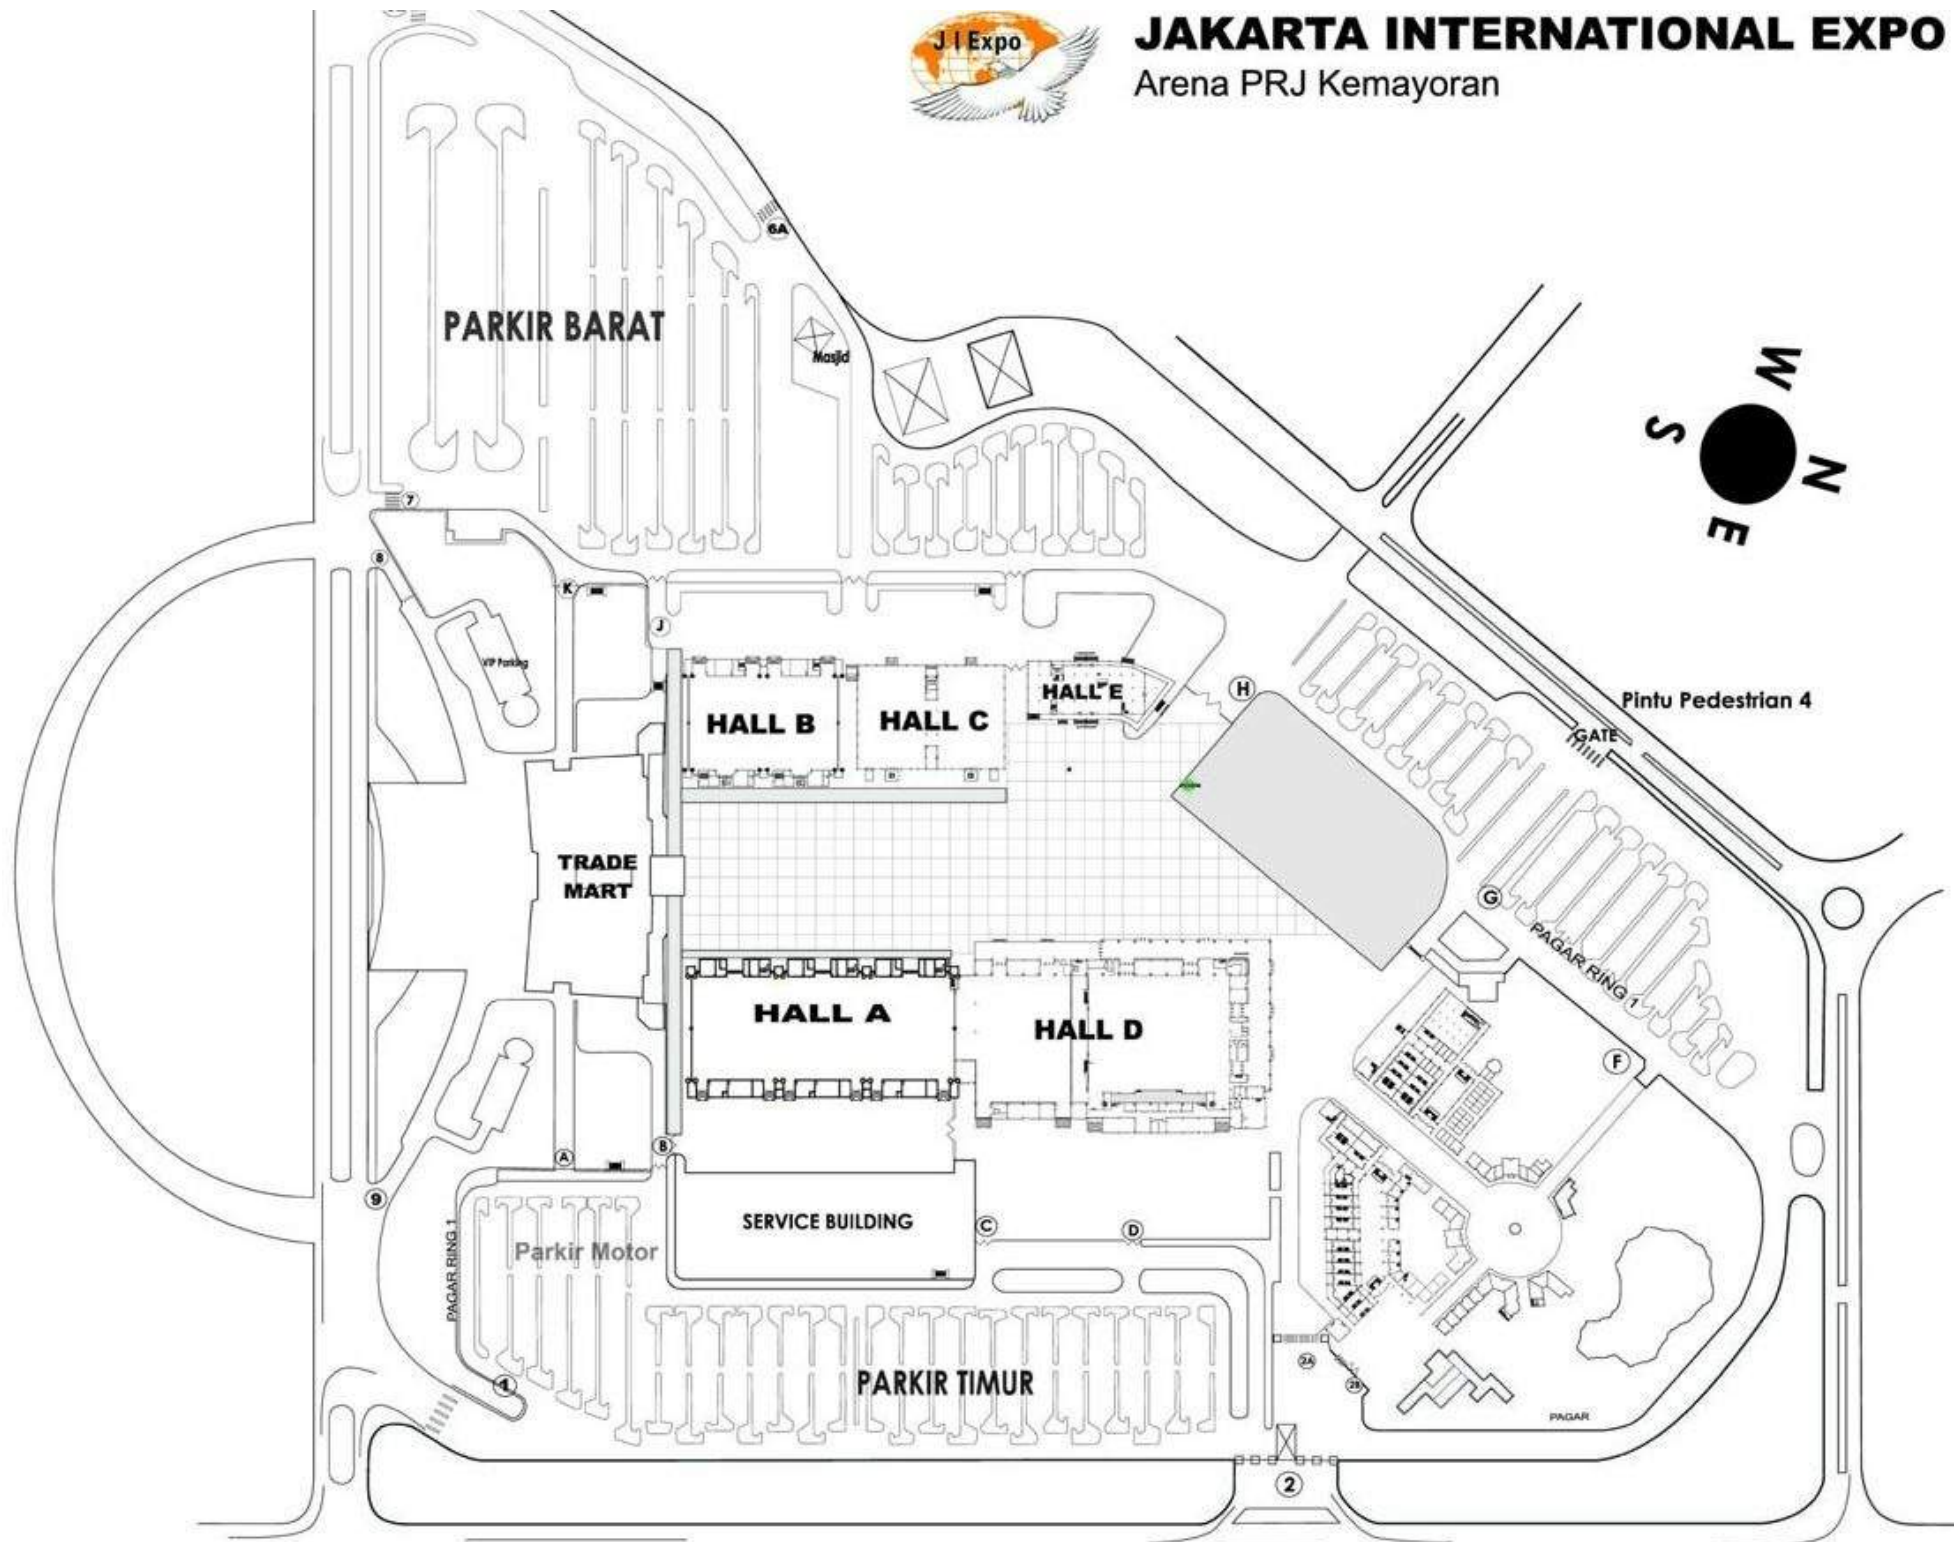 J I Expo
JAKARTA INTERNATIONAL EXPO
Arena PRJ Kemayoran
6A
PARKIR BARAT
Masjid
W
S
N
E
7
8
K
J
VIP Parking
HALL B
HALL C
HALL E
H
Pintu Pedestrian 4
GATE
TRADE
MART
G
PAGAR RING 1
HALL A
HALL D
F
B
A
9
SERVICE BUILDING
C
D
Parkir Motor
PAGAR RING 1
2A
2B
1
PARKIR TIMUR
PAGAR
2